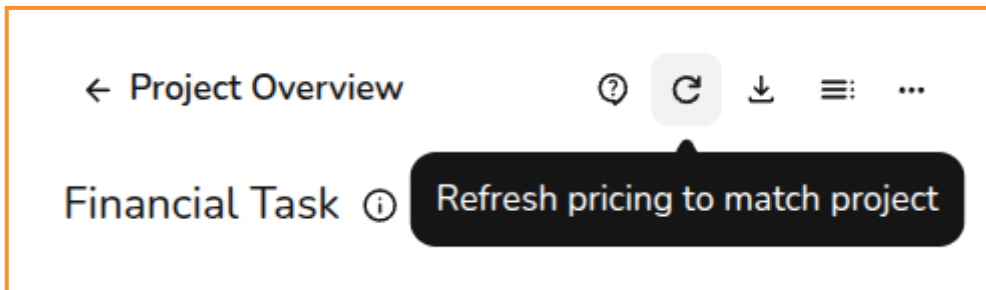 Project Overview
Financial Task
Refresh pricing to match project